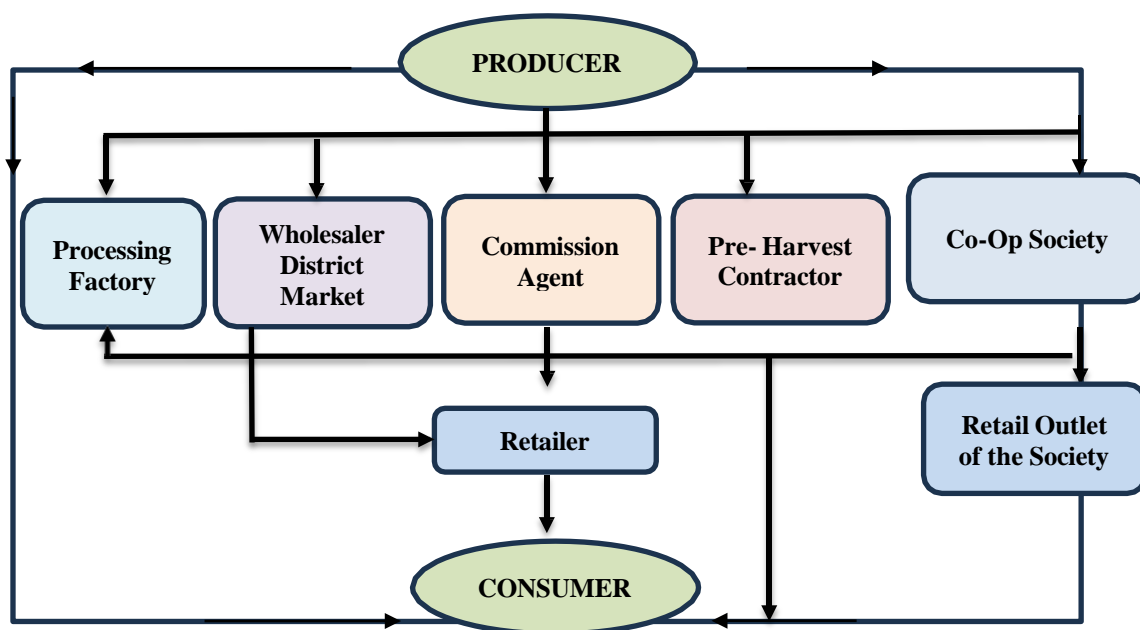 PRODUCER
Processing
Factory
Wholesaler
District
Market
Commission
Agent
Pre- Harvest
Contractor
Co-Op Society
Retailer
Retail Outlet
of the Society
CONSUMER